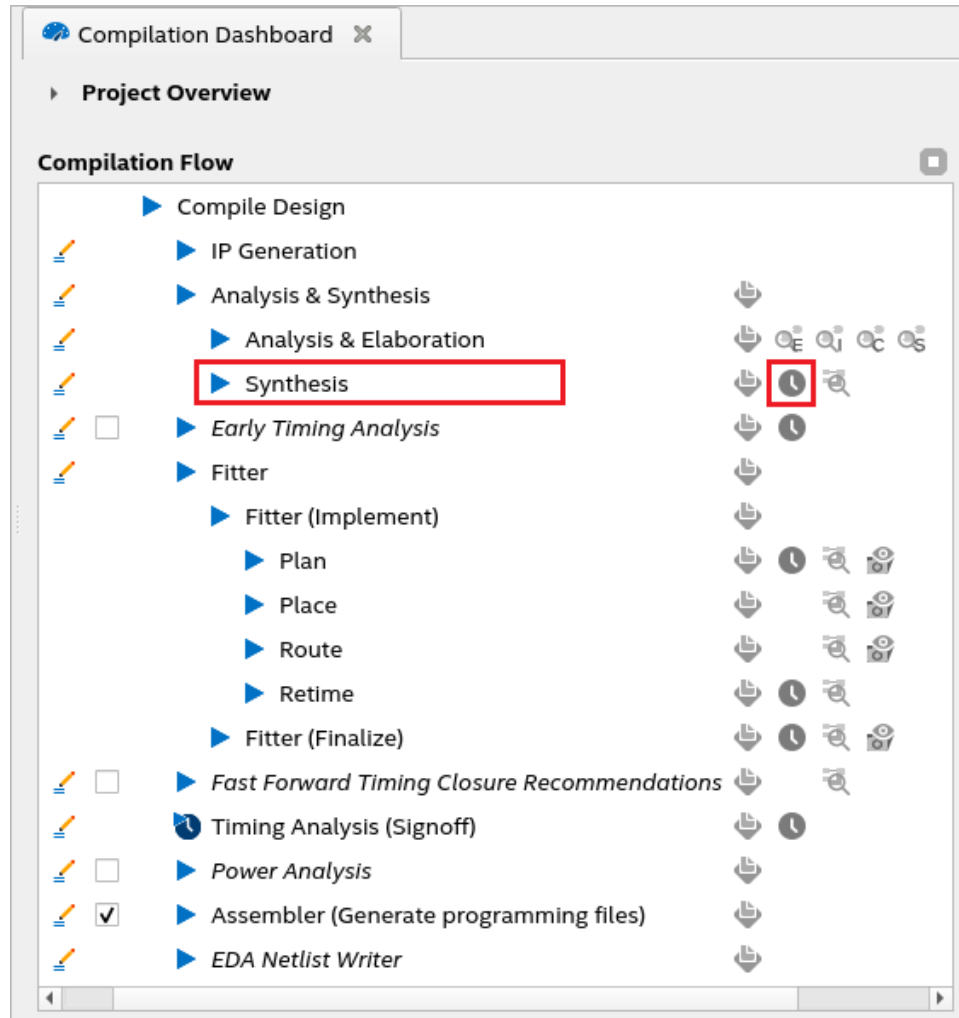 Compilation Dashboard
Project Overview
Compilation Flow
Compile Design
IP Generation
Analysis & Synthesis
Analysis & Elaboration
E J C S
Synthesis
Early Timing Analysis
Fitter
Fitter (Implement)
Plan
Place
Route
Retime
Fitter (Finalize)
Fast Forward Timing Closure Recommendations
Timing Analysis (Signoff)
Power Analysis
Assembler (Generate programming files)
EDA Netlist Writer